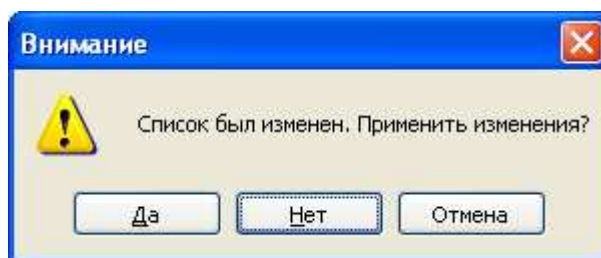 Внимание
Список был изменен. Применить изменения?
Да Нет Отмена